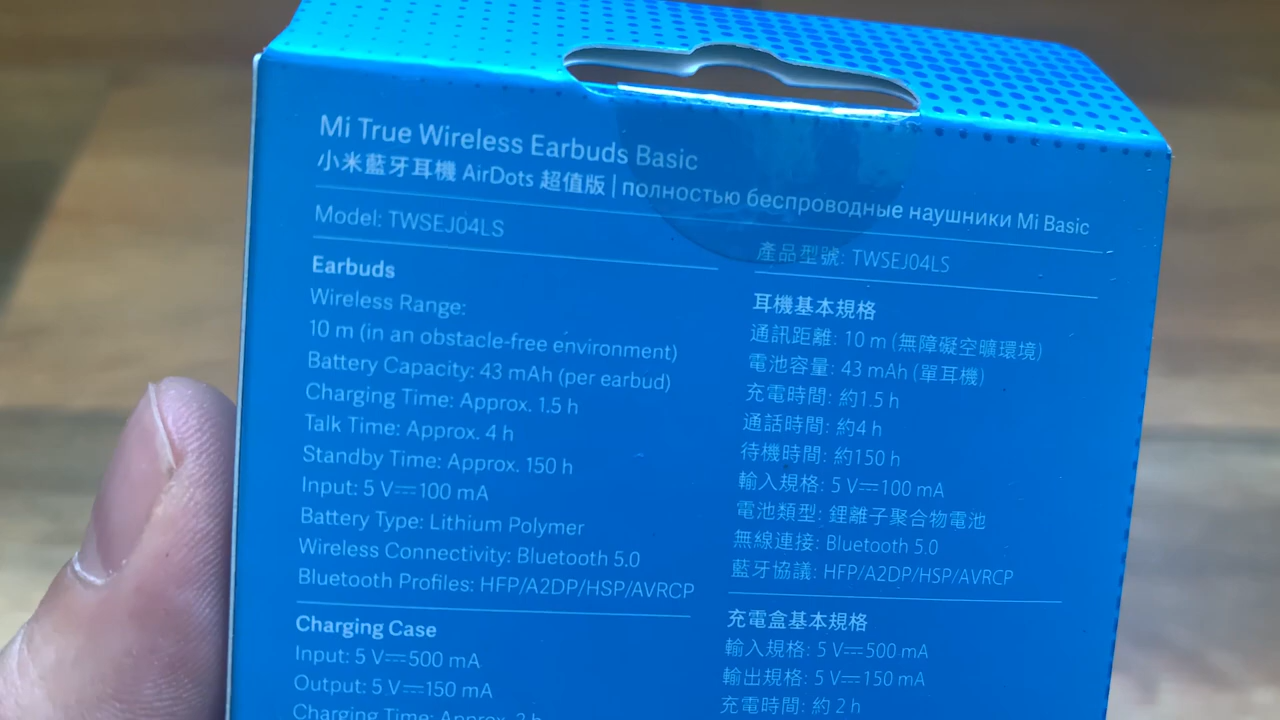 Mi True Wireless Earbuds Basic
小米藍牙耳機 AirDots 超值版 | полностью беспроводные наушники Mi Basic
Model: TWSEJ04LS
Earbuds
Wireless Range:
10 m (in an obstacle-free environment)
Battery Capacity: 43 mAh (per earbud)
Charging Time: Approx. 1.5 h
Talk Time: Approx. 4 h
Standby Time: Approx. 150 h
Input: 5 V⎓100 mA
Battery Type: Lithium Polymer
Wireless Connectivity: Bluetooth 5.0
Bluetooth Profiles: HFP/A2DP/HSP/AVRCP
Charging Case
Input: 5 V⎓500 mA
Output: 5 V⎓150 mA
Charging Time: Approx. 2 h
產品型號: TWSEJ04LS
耳機基本規格
通訊距離: 10 m (無障礙空曠環境)
電池容量: 43 mAh (單耳機)
充電時間: 約1.5 h
通話時間: 約4 h
待機時間: 約150 h
輸入規格: 5 V⎓100 mA
電池類型: 鋰離子聚合物電池
無線連接: Bluetooth 5.0
藍牙協議: HFP/A2DP/HSP/AVRCP
充電盒基本規格
輸入規格: 5 V⎓500 mA
輸出規格: 5 V⎓150 mA
充電時間: 約 2 h